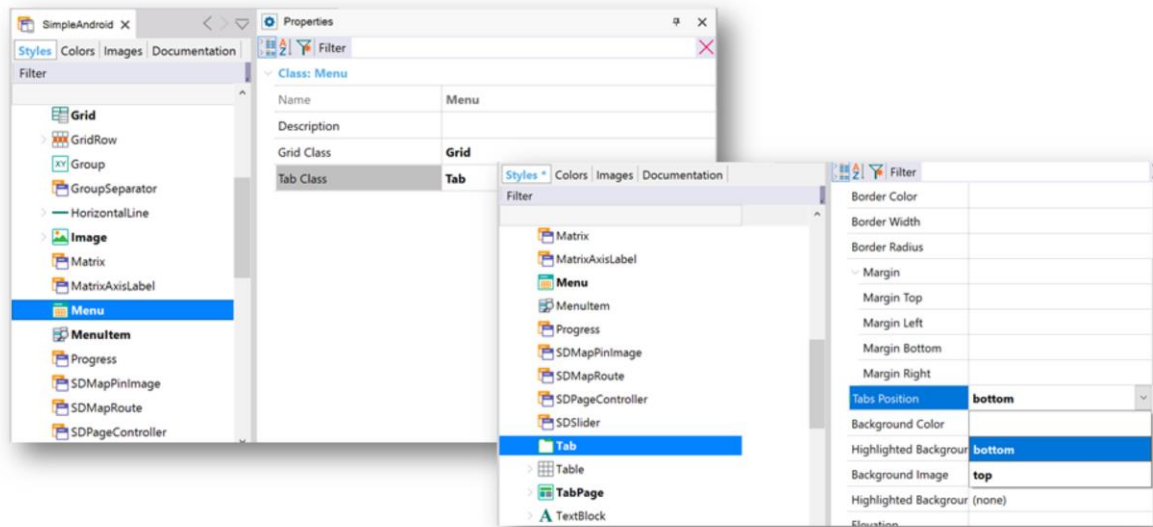 SimpleAndroid
Styles Colors Images Documentation
Filter
Grid
GridRow
Group
GroupSeparator
HorizontalLine
Image
Matrix
MatrixAxisLabel
Menu
MenuItem
Progress
SDMapPinImage
SDMapRoute
SDPageController
Properties
Filter
Class: Menu
Name Menu
Description
Grid Class Grid
Tab Class Tab
Styles * Colors Images Documentation
Filter
Matrix
MatrixAxisLabel
Menu
MenuItem
Progress
SDMapPinImage
SDMapRoute
SDPageController
SDSlider
Tab
Table
TabPage
A TextBlock
Filter
Border Color
Border Width
Border Radius
Margin
Margin Top
Margin Left
Margin Bottom
Margin Right
Tabs Position bottom
Background Color
Highlighted Backgrour bottom
Background Image top
Highlighted Backgrour (none)
Elevation